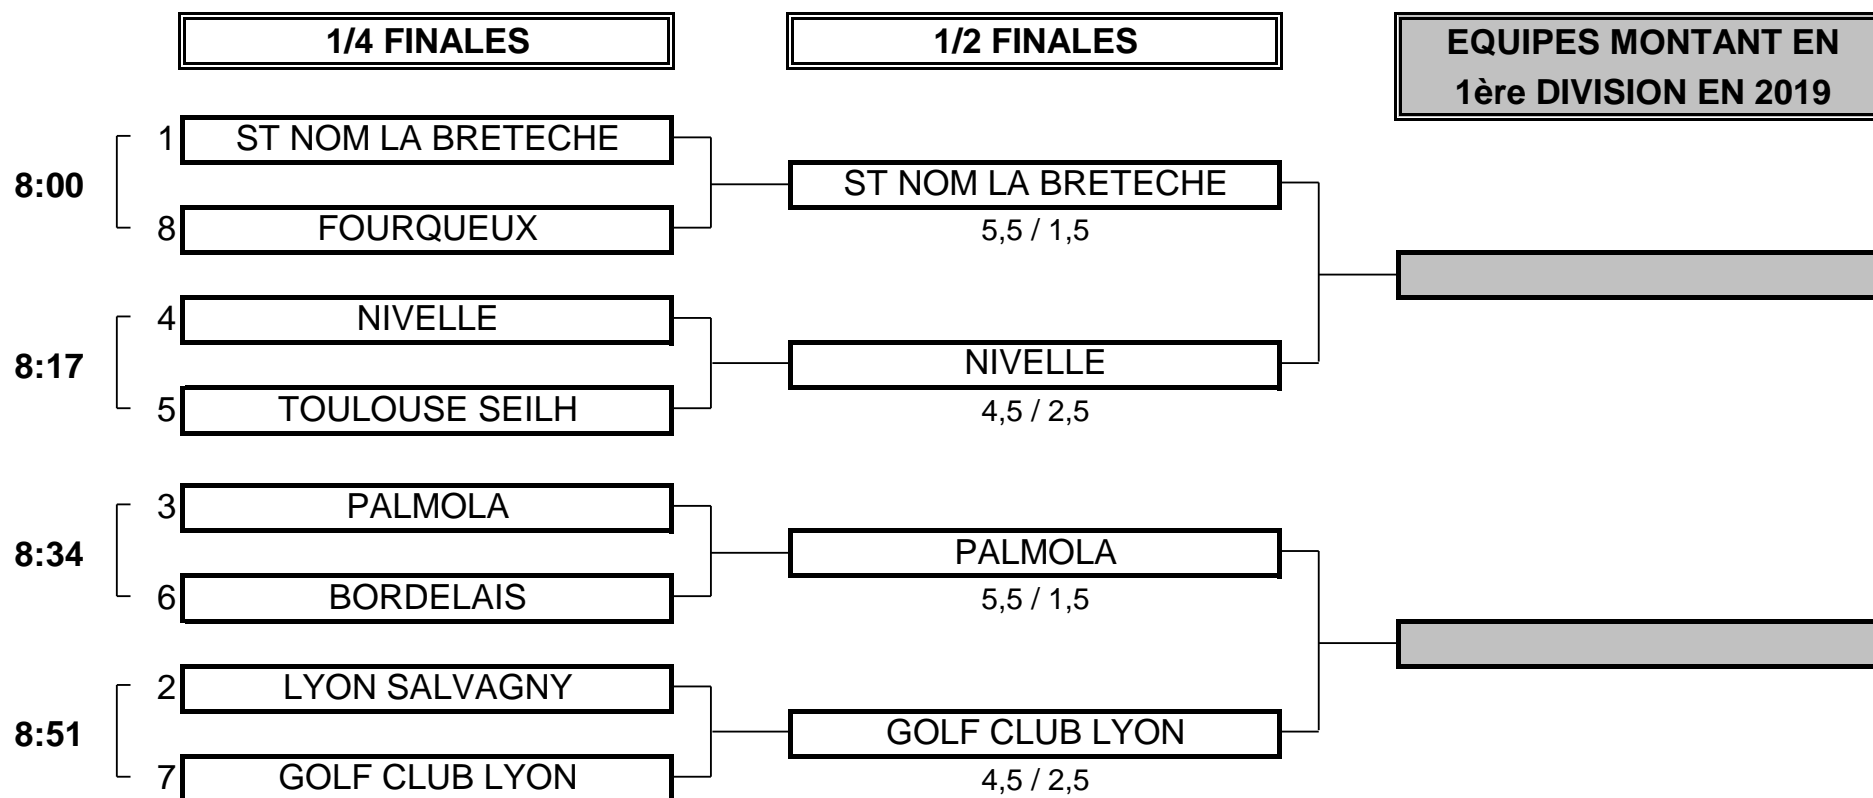 1/4 FINALES
1/2 FINALES
EQUIPES MONTANT EN
1ère DIVISION EN 2019
8:00
1 ST NOM LA BRETECHE
8 FOURQUEUX
ST NOM LA BRETECHE
5,5 / 1,5
8:17
4 NIVELLE
5 TOULOUSE SEILH
NIVELLE
4,5 / 2,5
8:34
3 PALMOLA
6 BORDELAIS
PALMOLA
5,5 / 1,5
8:51
2 LYON SALVAGNY
7 GOLF CLUB LYON
GOLF CLUB LYON
4,5 / 2,5